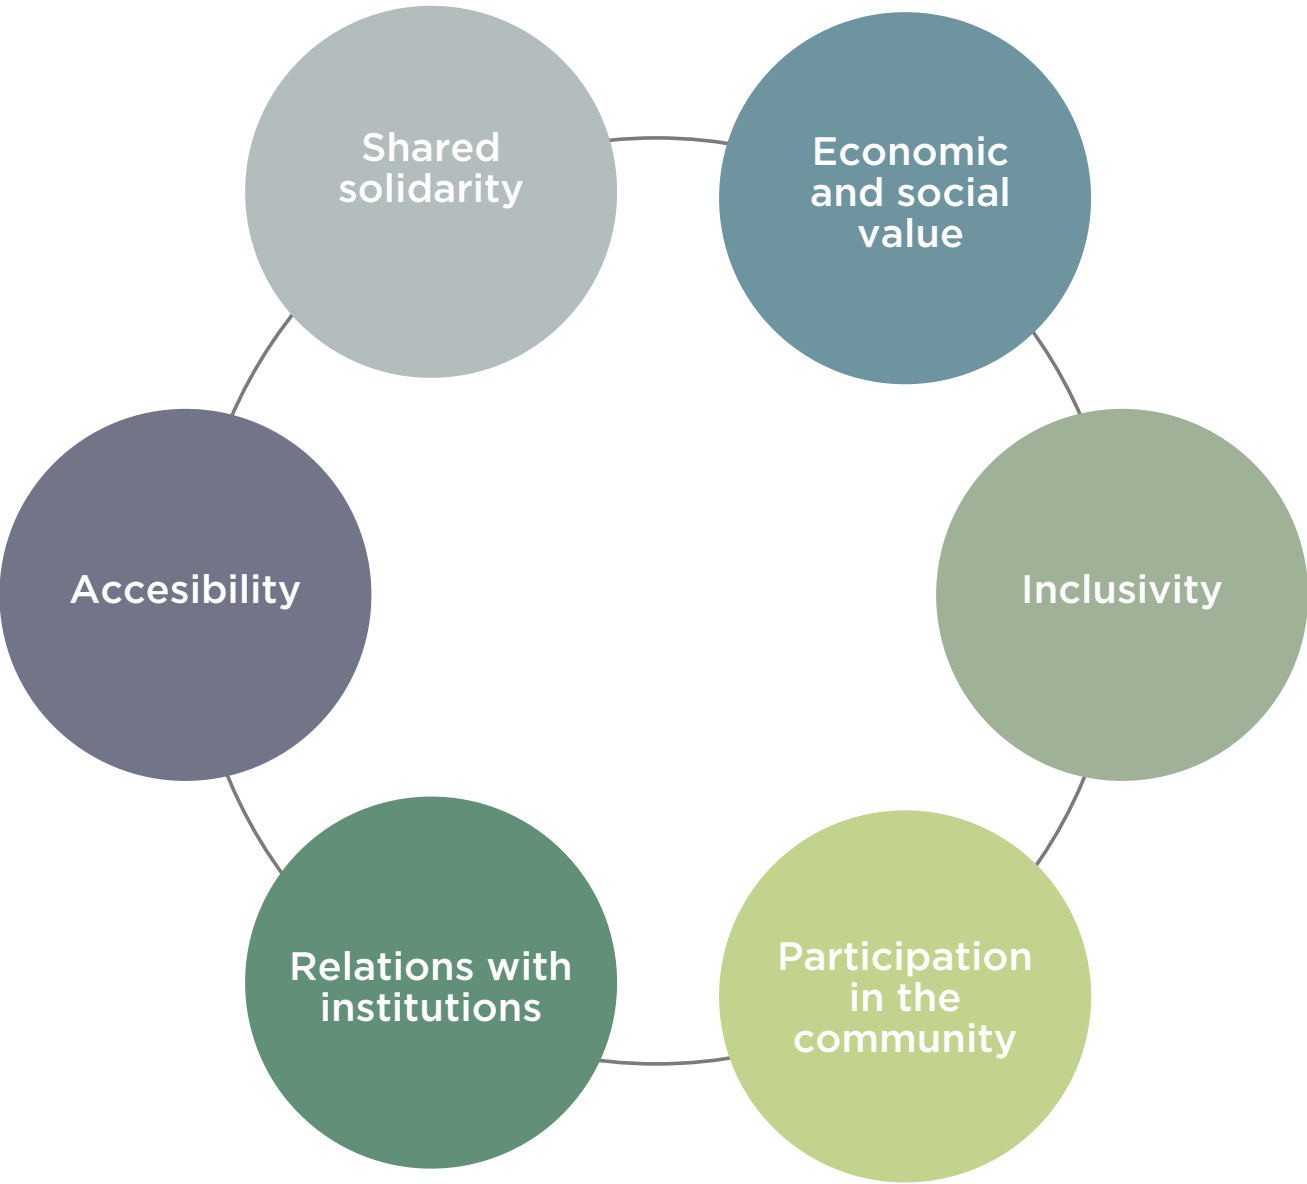 Shared
solidarity
Economic
and social
value
Accesibility
Inclusivity
Relations with
institutions
Participation
in the
community